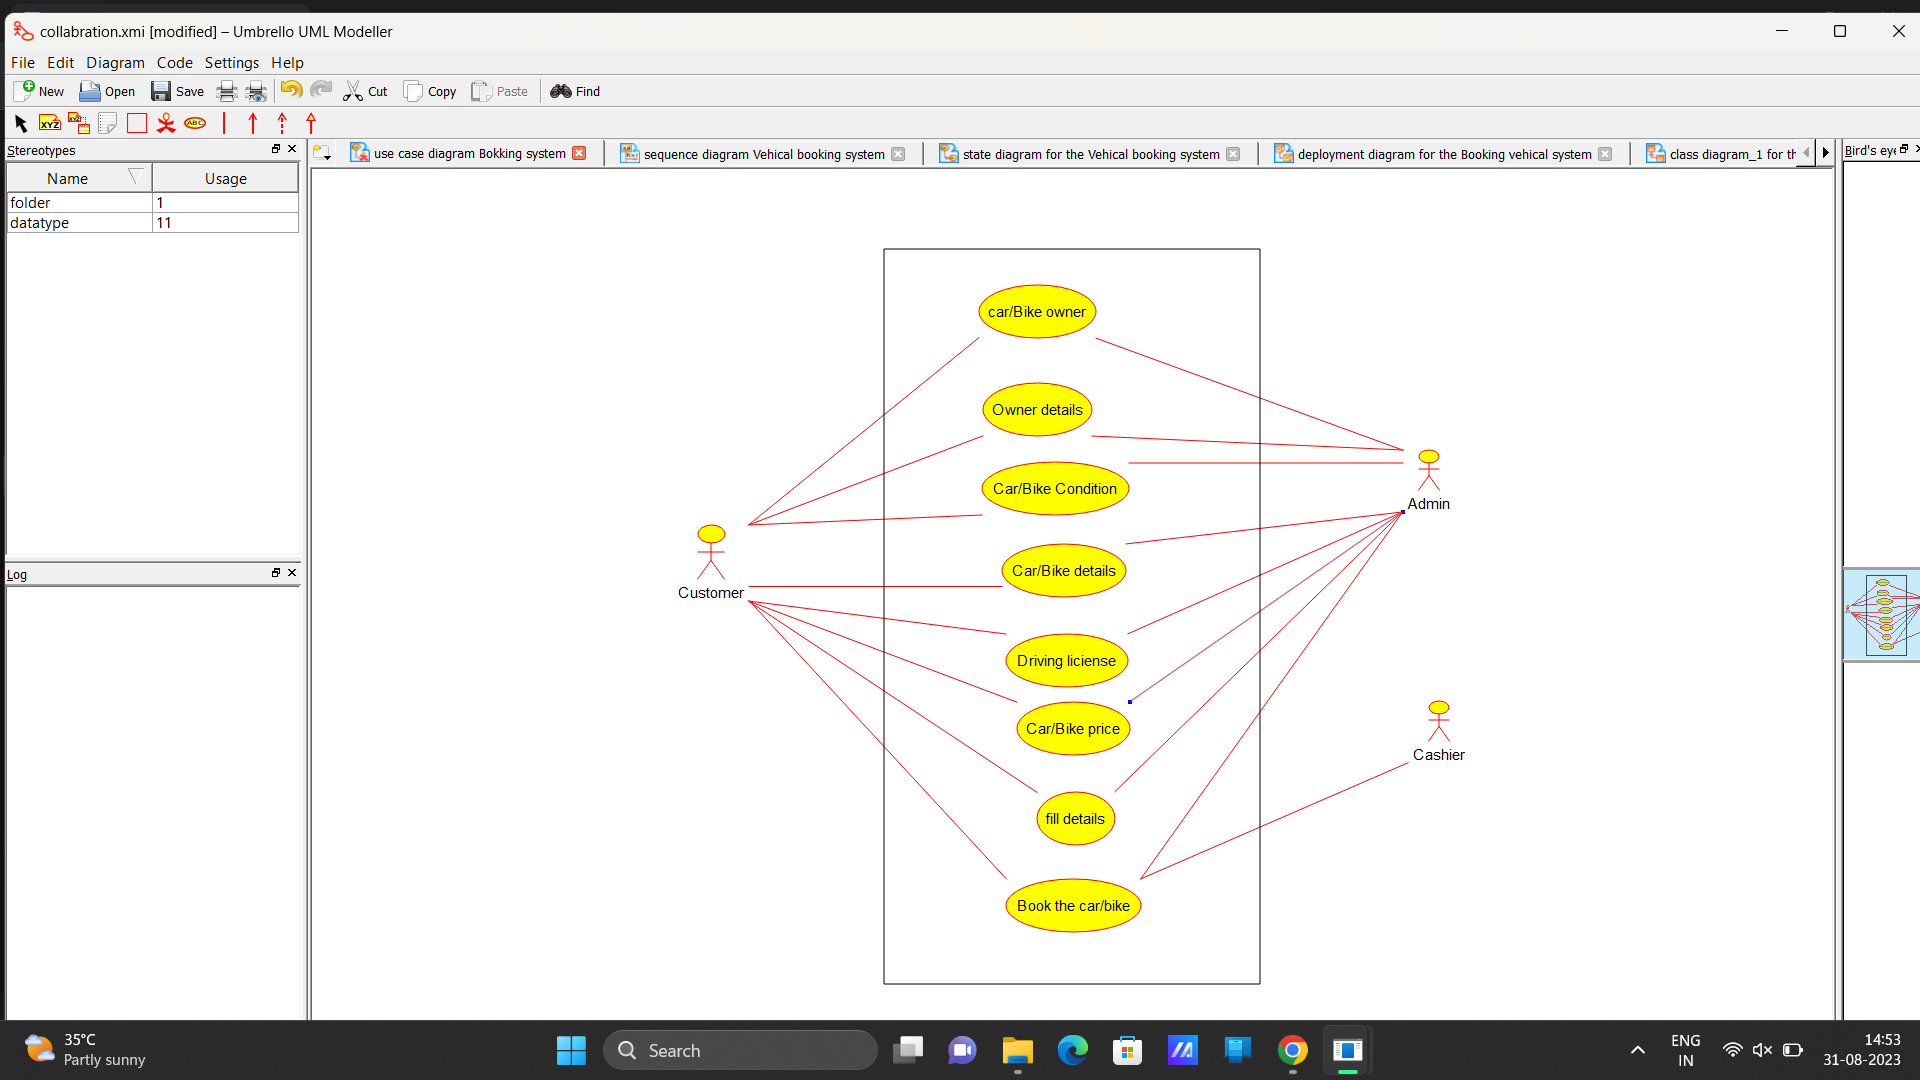 collabration.xmi [modified] – Umbrello UML Modeller
File Edit Diagram Code Settings Help
New Open Save Cut Copy Paste Find
XYZ XYZ ABC
Stereotypes
use case diagram Bokking system
sequence diagram Vehical booking system
state diagram for the Vehical booking system
deployment diagram for the Booking vehical system
class diagram_1 for th
Bird's eye
Name Usage
folder 1
datatype 11
Log
car/Bike owner
Owner details
Car/Bike Condition
Admin
Car/Bike details
Customer
Driving liciense
Car/Bike price
Cashier
fill details
Book the car/bike
35°C
Partly sunny
Search
ENG
IN
14:53
31-08-2023